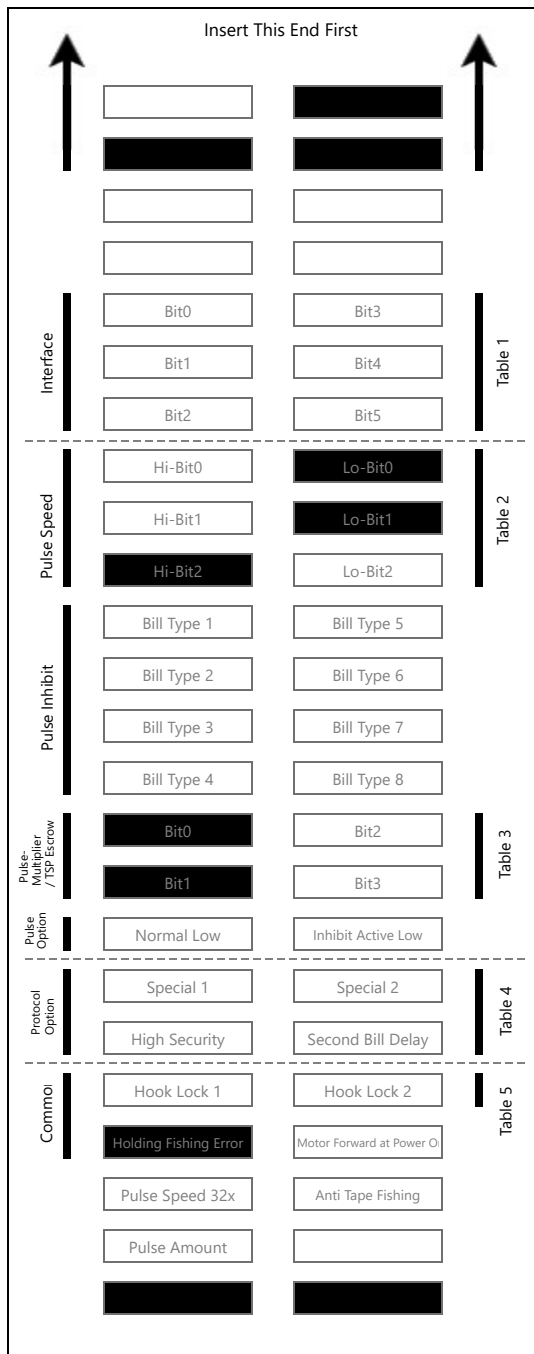 Insert This End First
Interface
Bit0 Bit3
Bit1 Bit4
Bit2 Bit5
Table 1
Pulse Speed
Hi-Bit0 Lo-Bit0
Hi-Bit1 Lo-Bit1
Hi-Bit2 Lo-Bit2
Table 2
Pulse Inhibit
Bill Type 1 Bill Type 5
Bill Type 2 Bill Type 6
Bill Type 3 Bill Type 7
Bill Type 4 Bill Type 8
Pulse-
Multiplier
/ TSP Escrow
Bit0 Bit2
Bit1 Bit3
Table 3
Pulse
Option
Normal Low Inhibit Active Low
Protocol
Option
Special 1 Special 2
High Security Second Bill Delay
Table 4
Commo
Hook Lock 1 Hook Lock 2
Table 5
Holding Fishing Error Motor Forward at Power O
Pulse Speed 32x Anti Tape Fishing
Pulse Amount